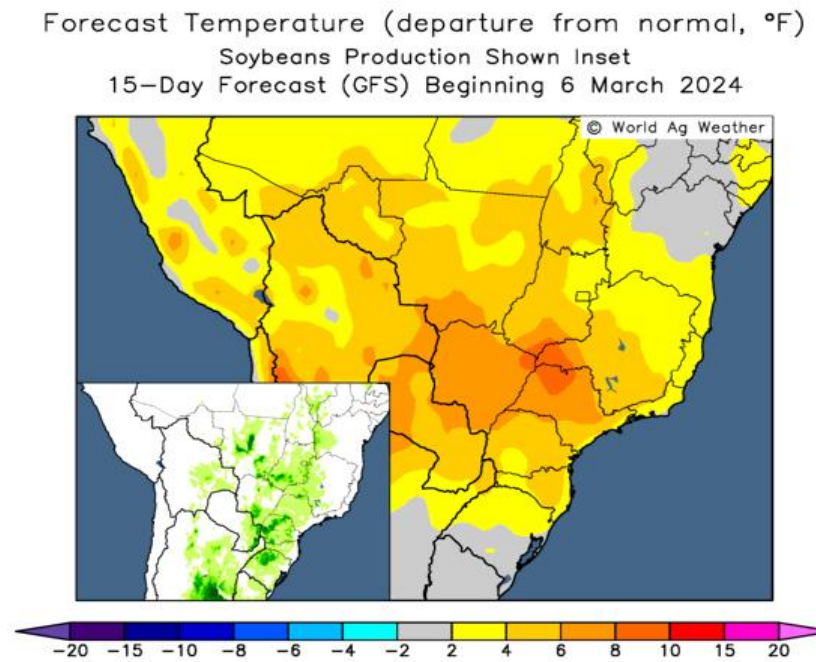 Forecast Temperature (departure from normal, °F)
Soybeans Production Shown Inset
15-Day Forecast (GFS) Beginning 6 March 2024
© World Ag Weather
-20 -15 -10 -8 -6 -4 -2 2 4 6 8 10 15 20